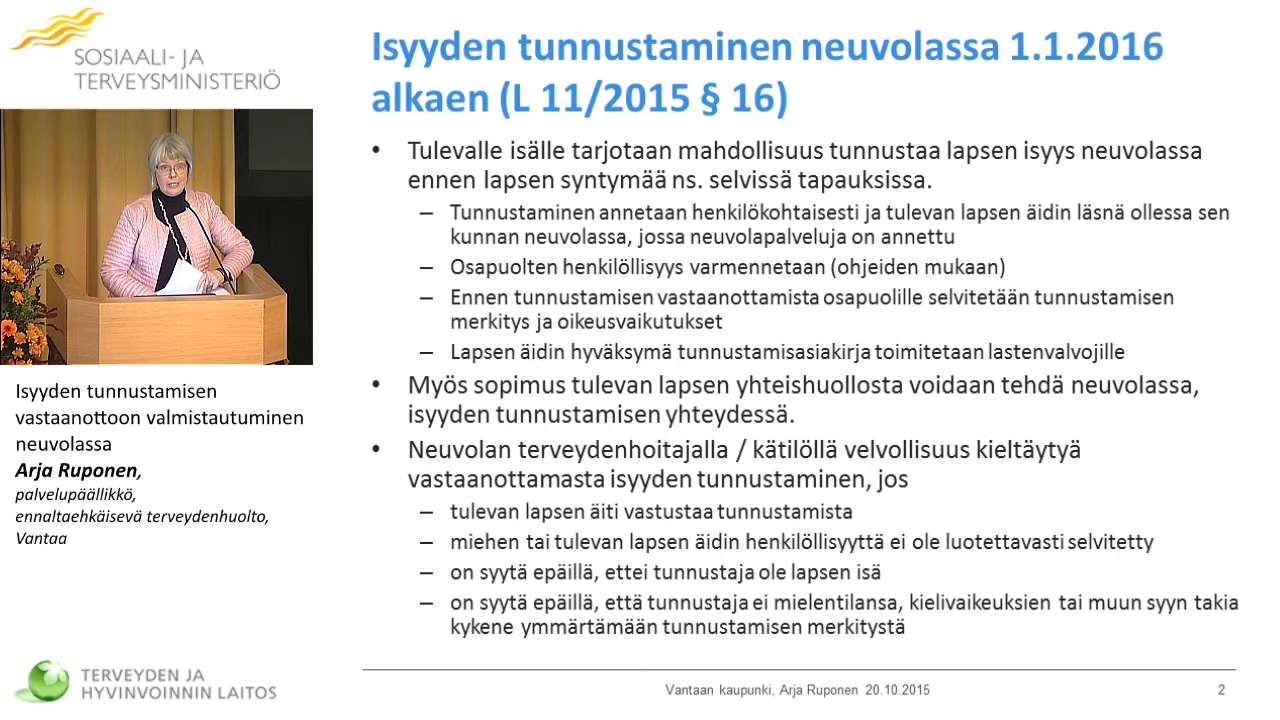 SOSIAALI- JA
TERVEYSMINISTERIÖ
Isyyden tunnustamisen
vastaanottoon valmistautuminen
neuvolassa
Arja Ruponen,
palvelupäällikkö,
ennaltaehkäisevä terveydenhuolto,
Vantaa
TERVEYDEN JA
HYVINVOINNIN LAITOS
Isyyden tunnustaminen neuvolassa 1.1.2016
alkaen (L 11/2015 § 16)
• Tulevalle isälle tarjotaan mahdollisuus tunnustaa lapsen isyys neuvolassa
ennen lapsen syntymää ns. selvissä tapauksissa.
– Tunnustaminen annetaan henkilökohtaisesti ja tulevan lapsen äidin läsnä ollessa sen
kunnan neuvolassa, jossa neuvolapalveluja on annettu
– Osapuolten henkilöllisyys varmennetaan (ohjeiden mukaan)
– Ennen tunnustamisen vastaanottamista osapuolille selvitetään tunnustamisen
merkitys ja oikeusvaikutukset
– Lapsen äidin hyväksymä tunnustamisasiakirja toimitetaan lastenvalvojille
• Myös sopimus tulevan lapsen yhteishuollosta voidaan tehdä neuvolassa,
isyyden tunnustamisen yhteydessä.
• Neuvolan terveydenhoitajalla / kätilöllä velvollisuus kieltäytyä
vastaanottamasta isyyden tunnustaminen, jos
– tulevan lapsen äiti vastustaa tunnustamista
– miehen tai tulevan lapsen äidin henkilöllisyyttä ei ole luotettavasti selvitetty
– on syytä epäillä, ettei tunnustaja ole lapsen isä
– on syytä epäillä, että tunnustaja ei mielentilansa, kielivaikeuksien tai muun syyn takia
kykene ymmärtämään tunnustamisen merkitystä
Vantaan kaupunki, Arja Ruponen 20.10.2015
2